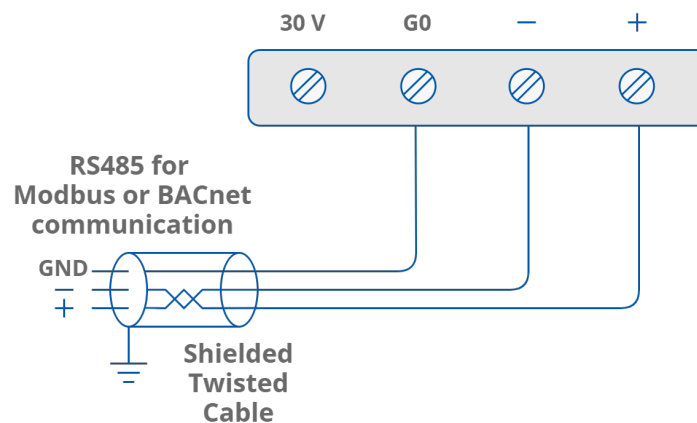 30 V G0 − +
RS485 for
Modbus or BACnet
communication
GND
−
+
Shielded
Twisted
Cable